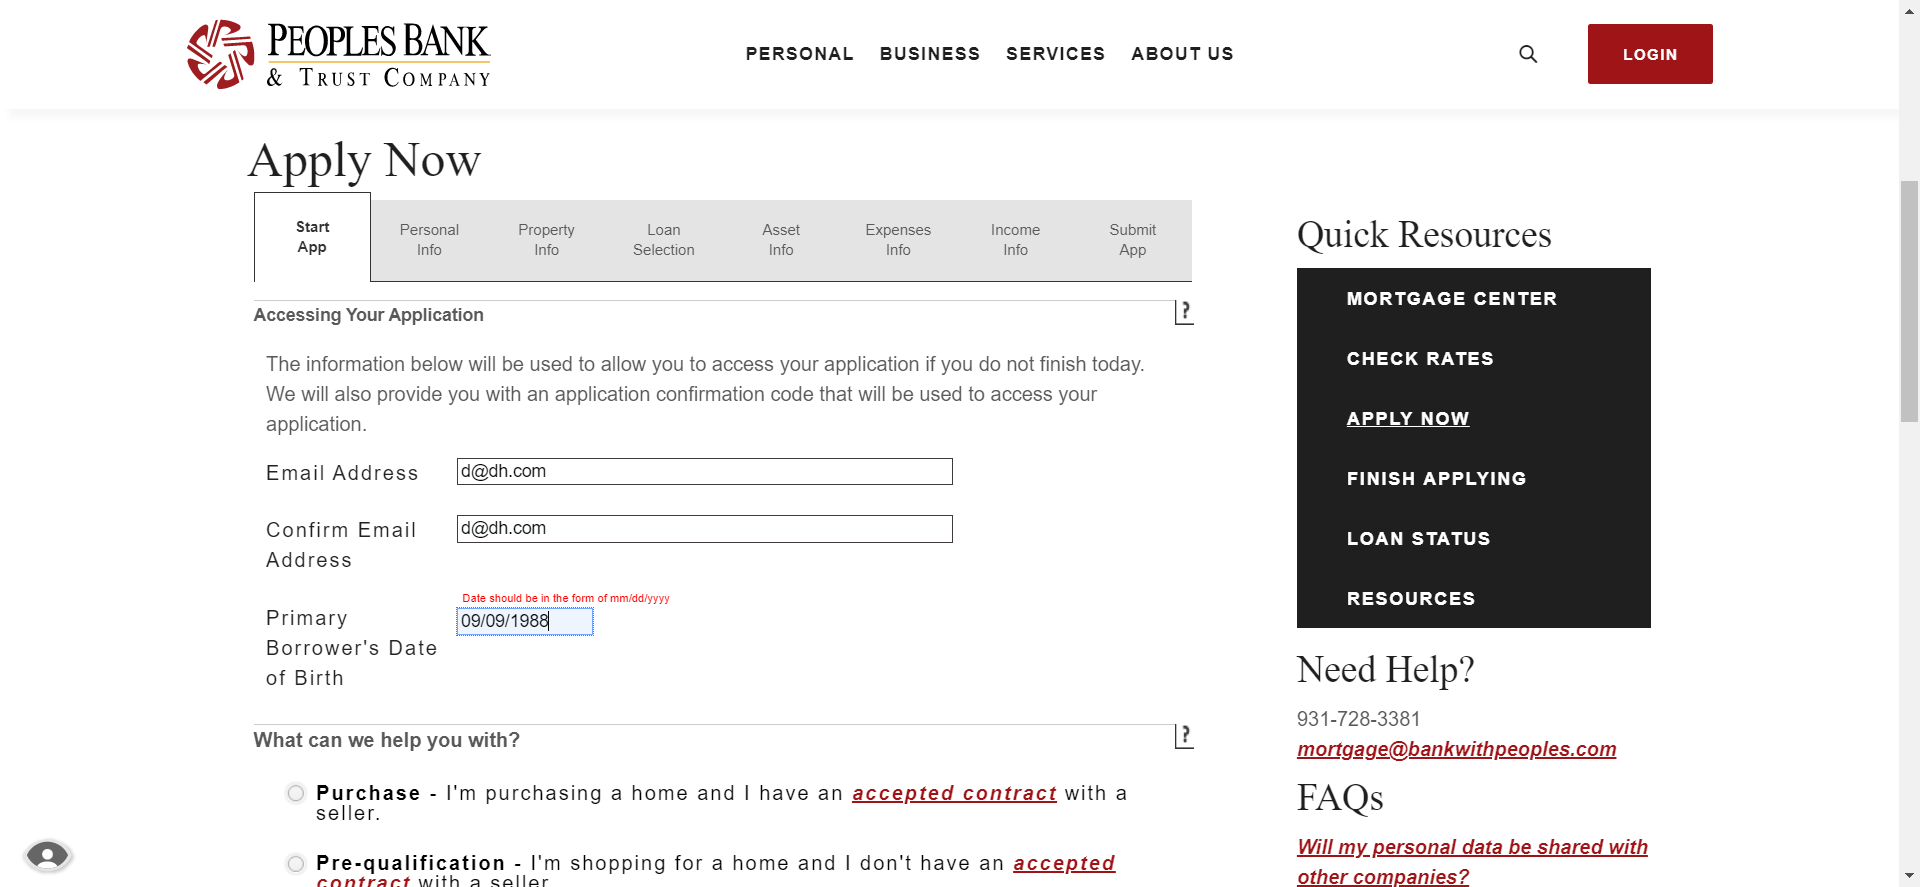 PEOPLES BANK
& TRUST COMPANY
PERSONAL BUSINESS SERVICES ABOUT US
LOGIN
Apply Now
Start
App
Personal
Info
Property
Info
Loan
Selection
Asset
Info
Expenses
Info
Income
Info
Submit
App
Accessing Your Application
?
The information below will be used to allow you to access your application if you do not finish today.
We will also provide you with an application confirmation code that will be used to access your
application.
Email Address
d@dh.com
Confirm Email
Address
d@dh.com
Date should be in the form of mm/dd/yyyy
Primary
Borrower's Date
of Birth
09/09/1988
What can we help you with?
?
Purchase - I'm purchasing a home and I have an accepted contract with a
seller.
Pre-qualification - I'm shopping for a home and I don't have an accepted
contract with a seller
Quick Resources
MORTGAGE CENTER
CHECK RATES
APPLY NOW
FINISH APPLYING
LOAN STATUS
RESOURCES
Need Help?
931-728-3381
mortgage@bankwithpeoples.com
FAQs
Will my personal data be shared with
other companies?